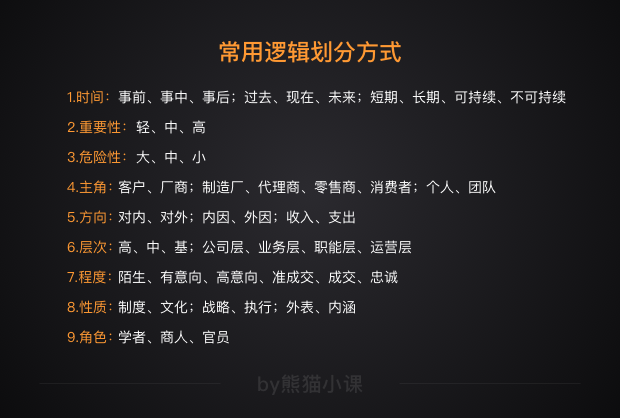 常用逻辑划分方式
1.时间：事前、事中、事后；过去、现在、未来；短期、长期、可持续、不可持续
2.重要性：轻、中、高
3.危险性：大、中、小
4.主角：客户、厂商；制造厂、代理商、零售商、消费者；个人、团队
5.方向：对内、对外；内因、外因；收入、支出
6.层次：高、中、基；公司层、业务层、职能层、运营层
7.程度：陌生、有意向、高意向、准成交、成交、忠诚
8.性质：制度、文化；战略、执行；外表、内涵
9.角色：学者、商人、官员
by熊猫小课